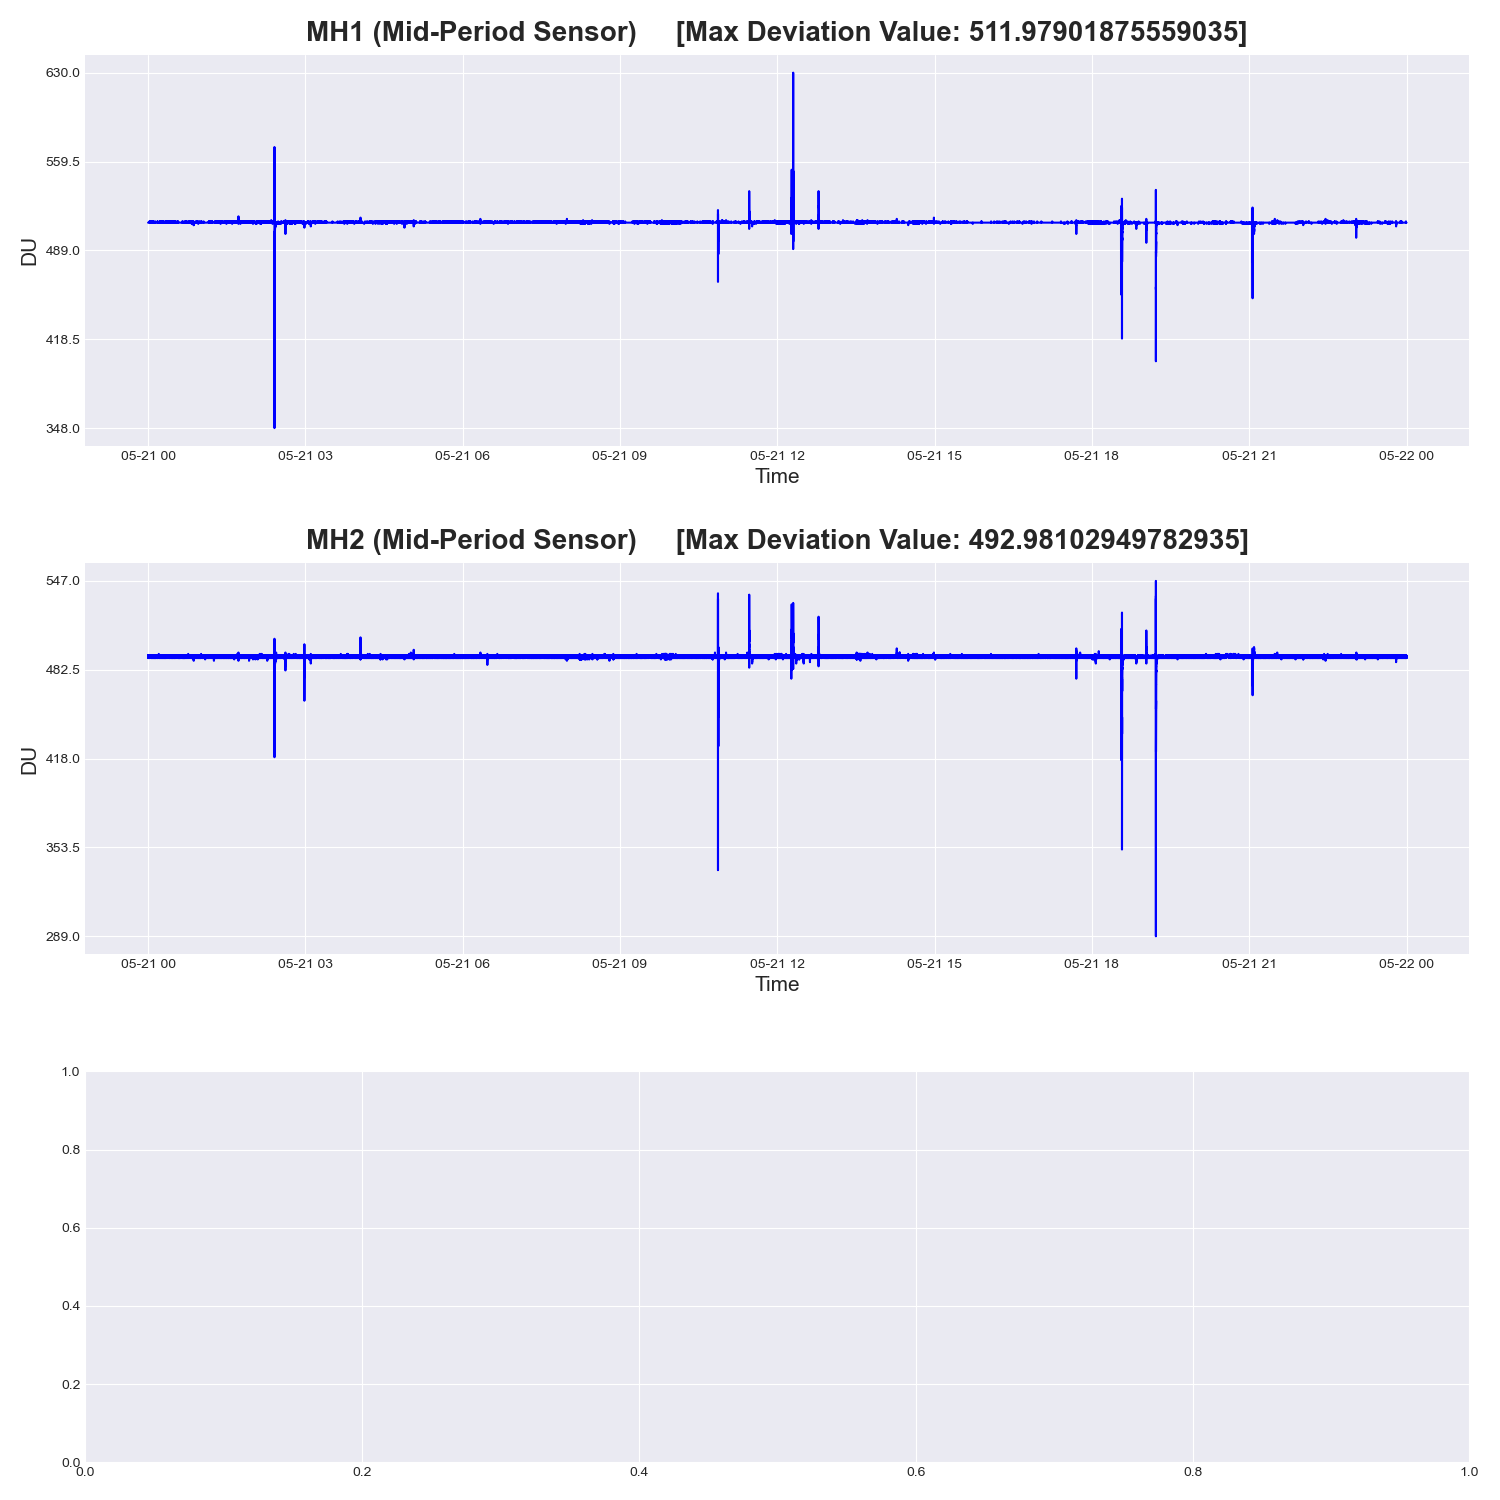 MH1 (Mid-Period Sensor) [Max Deviation Value: 511.97901875559035]
630.0
559.5
489.0
418.5
348.0
DU
05-21 00 05-21 03 05-21 06 05-21 09 05-21 12 05-21 15 05-21 18 05-21 21 05-22 00
Time
MH2 (Mid-Period Sensor) [Max Deviation Value: 492.98102949782935]
547.0
482.5
418.0
353.5
289.0
DU
05-21 00 05-21 03 05-21 06 05-21 09 05-21 12 05-21 15 05-21 18 05-21 21 05-22 00
Time
1.0
0.8
0.6
0.4
0.2
0.0
0.0 0.2 0.4 0.6 0.8 1.0